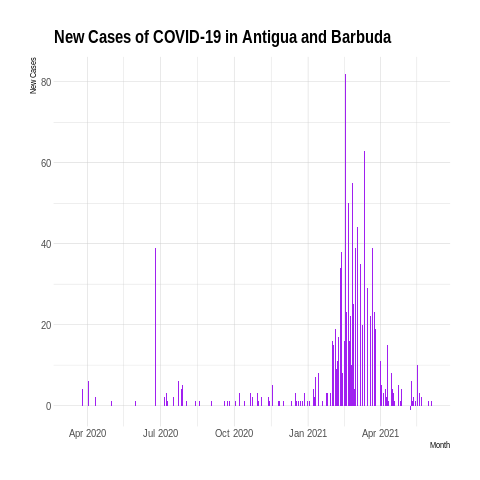 New Cases of COVID-19 in Antigua and Barbuda
New Cases
80
60
40
20
0
Apr 2020 Jul 2020 Oct 2020 Jan 2021 Apr 2021
Month